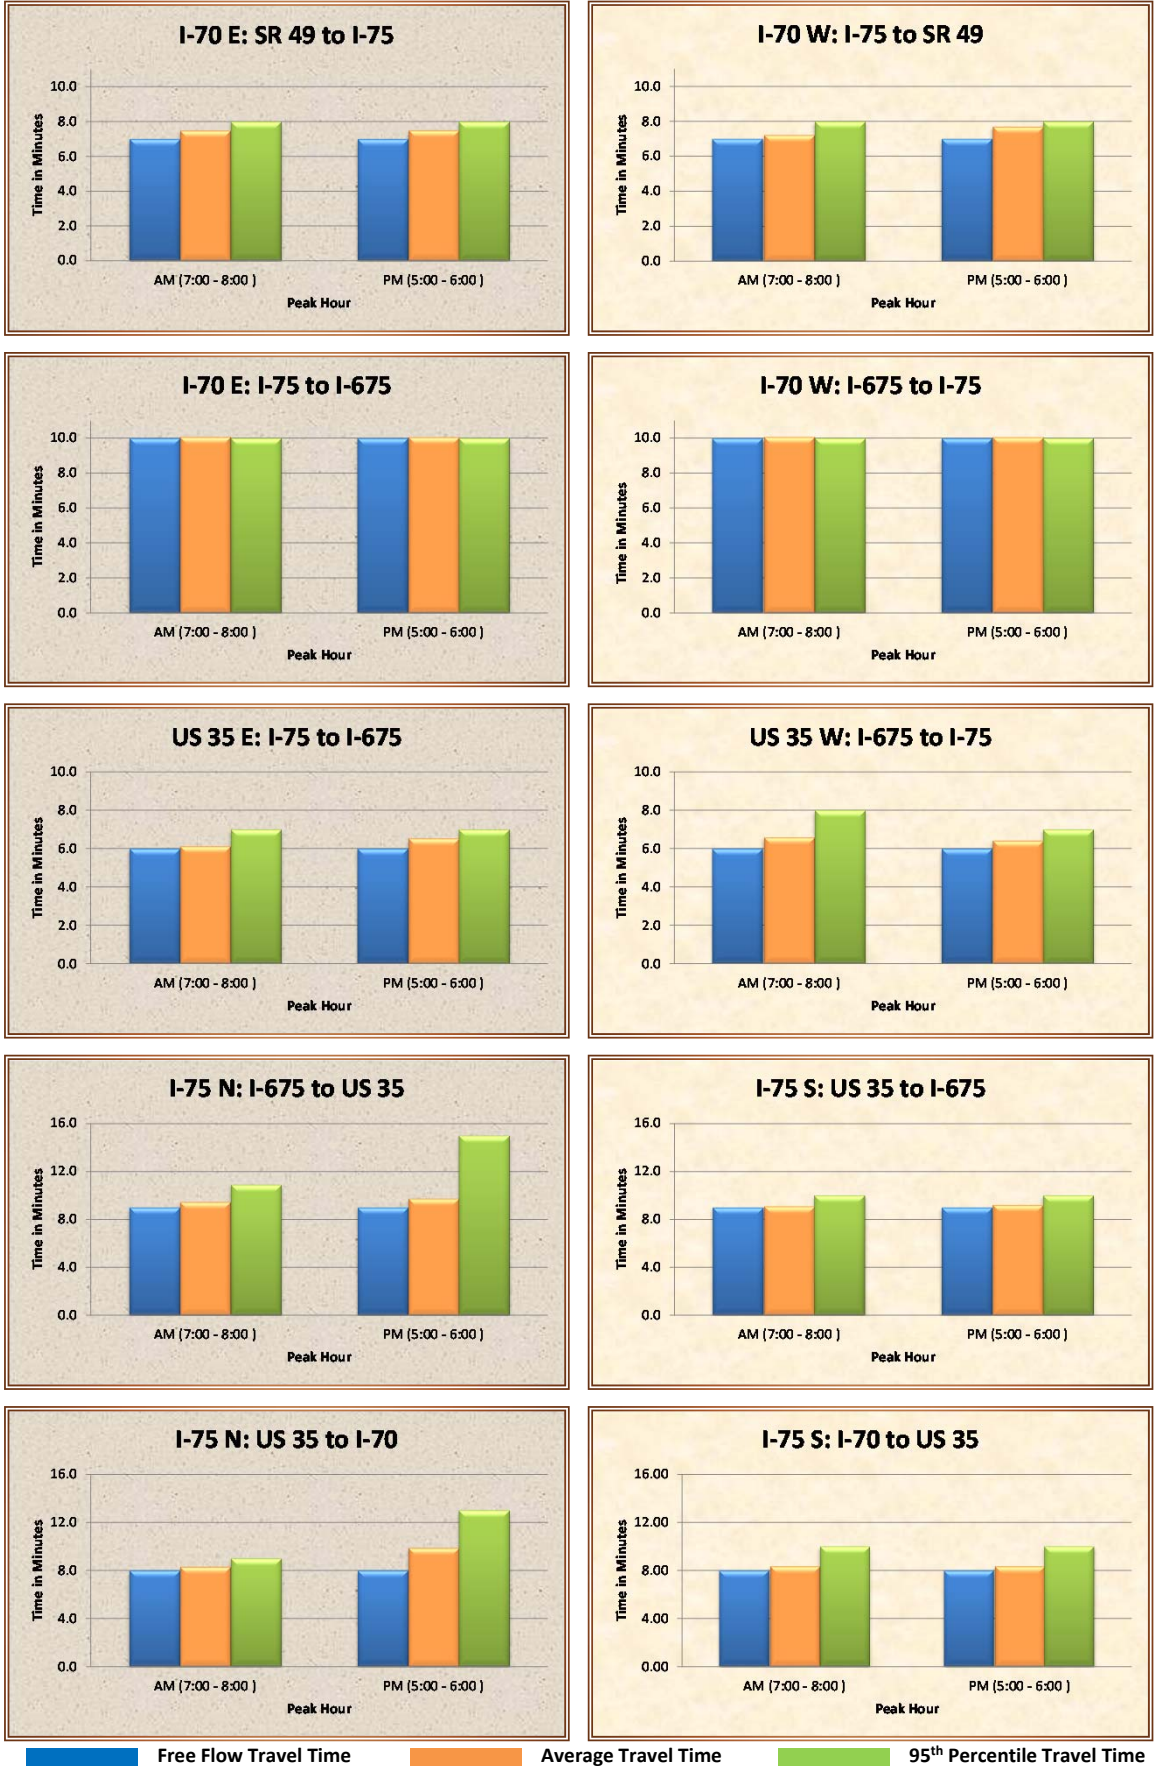 I-70 E: SR 49 to I-75
Time in Minutes
10.0
8.0
6.0
4.0
2.0
0.0
AM (7:00 - 8:00 )
PM (5:00 - 6:00 )
Peak Hour
I-70 W: I-75 to SR 49
Time in Minutes
10.0
8.0
6.0
4.0
2.0
0.0
AM (7:00 - 8:00 )
PM (5:00 - 6:00 )
Peak Hour
I-70 E: I-75 to I-675
Time in Minutes
10.0
8.0
6.0
4.0
2.0
0.0
AM (7:00 - 8:00 )
PM (5:00 - 6:00 )
Peak Hour
I-70 W: I-675 to I-75
Time in Minutes
10.0
8.0
6.0
4.0
2.0
0.0
AM (7:00 - 8:00 )
PM (5:00 - 6:00 )
Peak Hour
US 35 E: I-75 to I-675
Time in Minutes
10.0
8.0
6.0
4.0
2.0
0.0
AM (7:00 - 8:00 )
PM (5:00 - 6:00 )
Peak Hour
US 35 W: I-675 to I-75
Time in Minutes
10.0
8.0
6.0
4.0
2.0
0.0
AM (7:00 - 8:00 )
PM (5:00 - 6:00 )
Peak Hour
I-75 N: I-675 to US 35
Time in Minutes
16.0
12.0
8.0
4.0
0.0
AM (7:00 - 8:00 )
PM (5:00 - 6:00 )
Peak Hour
I-75 S: US 35 to I-675
Time in Minutes
16.0
12.0
8.0
4.0
0.0
AM (7:00 - 8:00 )
PM (5:00 - 6:00 )
Peak Hour
I-75 N: US 35 to I-70
Time in Minutes
16.0
12.0
8.0
4.0
0.0
AM (7:00 - 8:00 )
PM (5:00 - 6:00 )
Peak Hour
I-75 S: I-70 to US 35
Time in Minutes
16.00
12.00
8.00
4.00
0.00
AM (7:00 - 8:00 )
PM (5:00 - 6:00 )
Peak Hour
Free Flow Travel Time
Average Travel Time
95th Percentile Travel Time